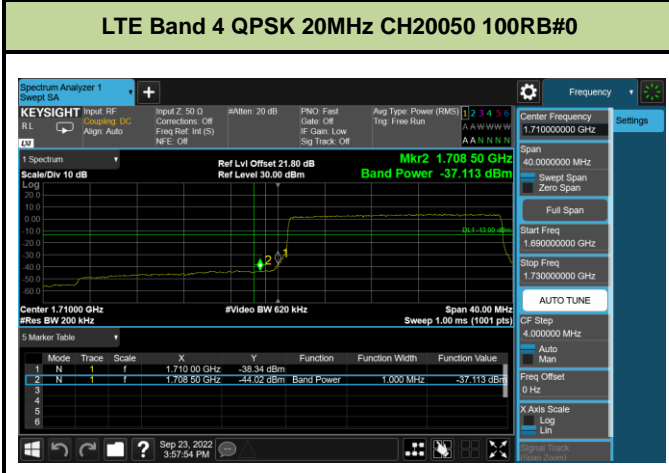 LTE Band 4 QPSK 20MHz CH20050 100RB#0
Spectrum Analyzer 1
Swept SA
KEYSIGHT
RL
Input: RF
Coupling: DC
Align: Auto
Input Z: 50 Ω
Corrections: Off
Freq Ref: Int (S)
NFE: Off
#Atten: 20 dB
PNO: Fast
Gate: Off
IF Gain: Low
Sig Track: Off
Avg Type: Power (RMS)
Trig: Free Run
1 2 3 4 5 6
A A W W W W
A A N N N N
1 Spectrum
Scale/Div 10 dB
Log
Ref Lvl Offset 21.80 dB
Ref Level 30.00 dBm
Mkr2 1.708 50 GHz
Band Power -37.113 dBm
20.0
10.0
0.00
-10.0
-20.0
-30.0
-40.0
-50.0
-60.0
DL1 -13.00 dBm
2
1
Center 1.71000 GHz
#Res BW 200 kHz
#Video BW 620 kHz
Span 40.00 MHz
Sweep 1.00 ms (1001 pts)
5 Marker Table
Mode Trace Scale X Y Function Function Width Function Value
1 N 1 f 1.710 00 GHz -38.34 dBm
2 N 1 f 1.708 50 GHz -44.02 dBm Band Power 1.000 MHz -37.113 dBm
3
4
5
6
Sep 23, 2022
3:57:54 PM
Frequency
Settings
Center Frequency
1.710000000 GHz
Span
40.0000000 MHz
Swept Span
Zero Span
Full Span
Start Freq
1.690000000 GHz
Stop Freq
1.730000000 GHz
AUTO TUNE
CF Step
4.000000 MHz
Auto
Man
Freq Offset
0 Hz
X Axis Scale
Log
Lin
Signal Track
(Span Zoom)